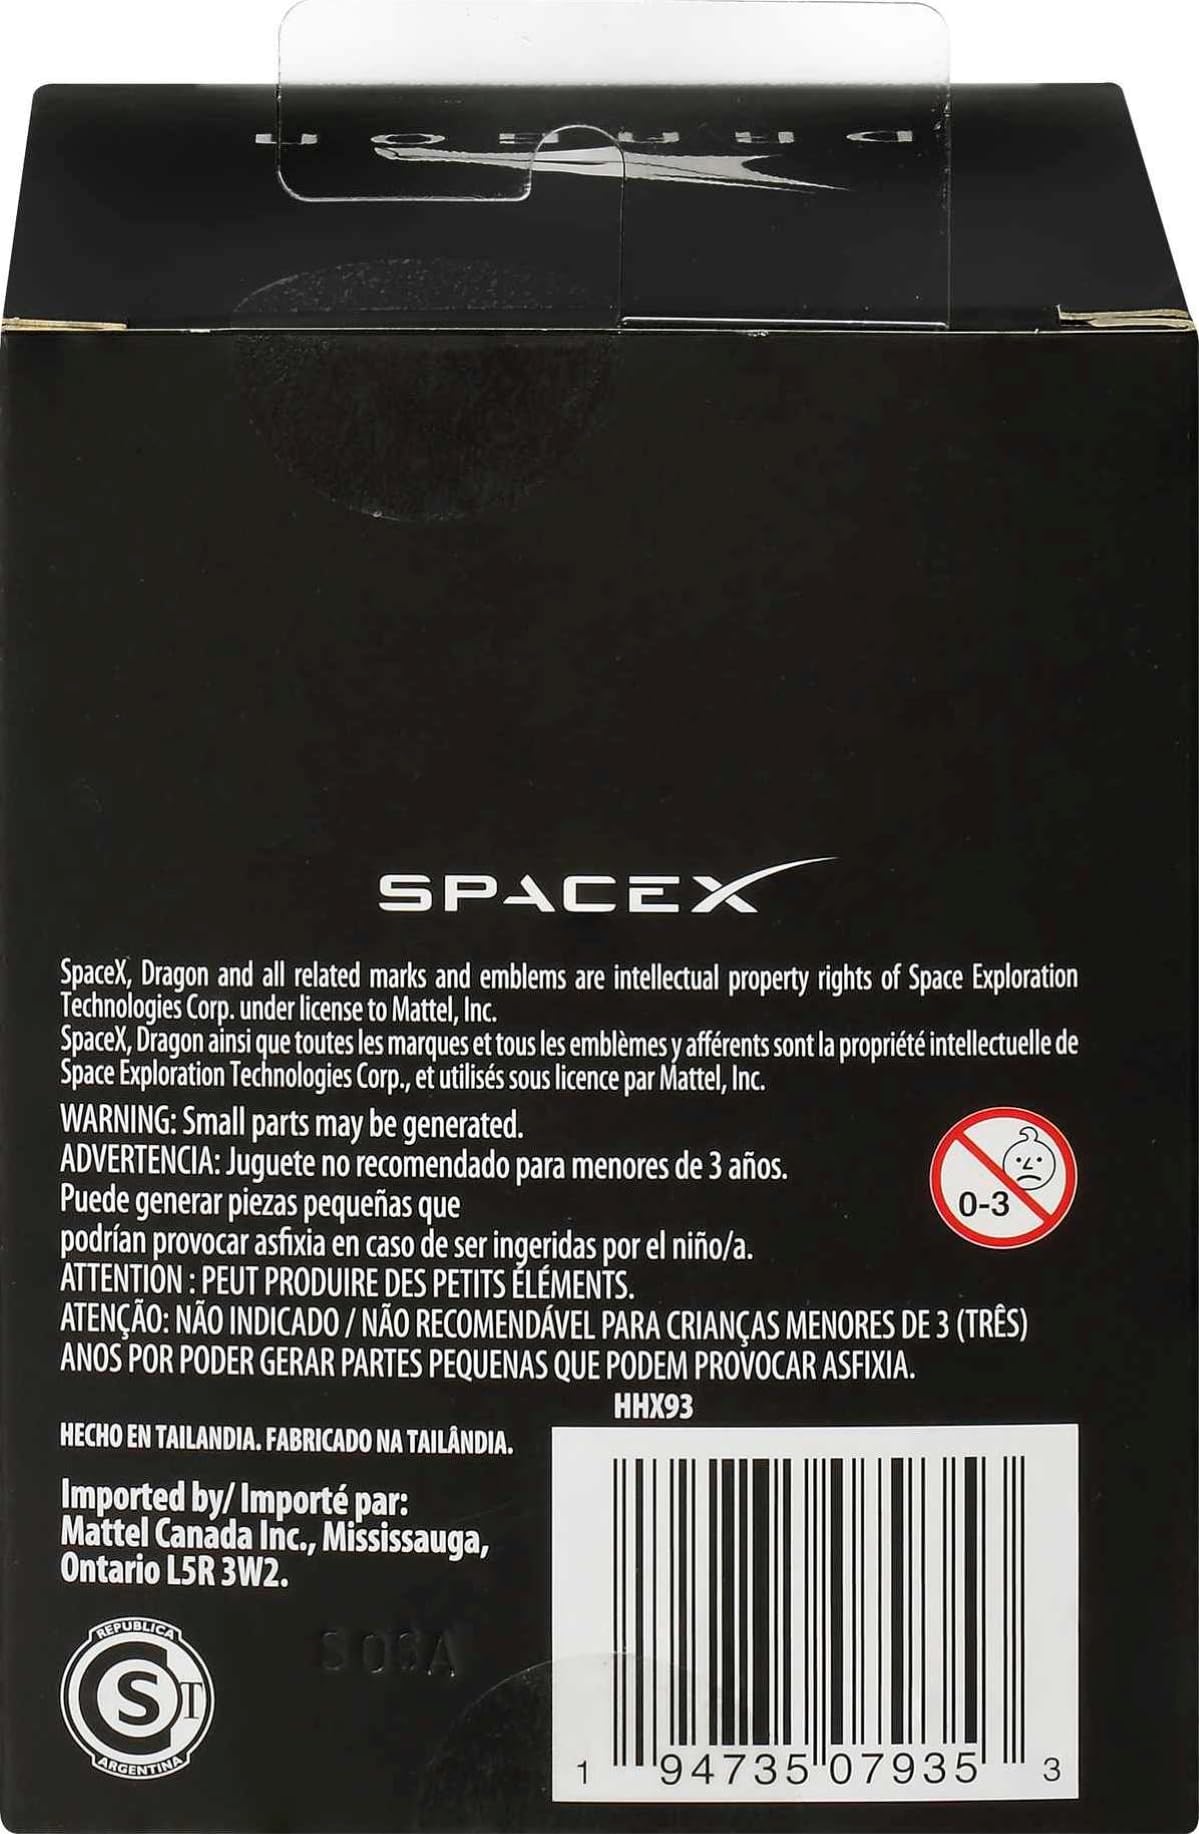 DRAGON
SPACEX
SpaceX, Dragon and all related marks and emblems are intellectual property rights of Space Exploration
Technologies Corp. under license to Mattel, Inc.
SpaceX, Dragon ainsi que toutes les marques et tous les emblèmes y afférents sont la propriété intellectuelle de
Space Exploration Technologies Corp., et utilisés sous licence par Mattel, Inc.
WARNING: Small parts may be generated.
ADVERTENCIA: Juguete no recomendado para menores de 3 años.
Puede generar piezas pequeñas que
podrían provocar asfixia en caso de ser ingeridas por el niño/a.
ATTENTION : PEUT PRODUIRE DES PETITS ÉLÉMENTS.
ATENÇÃO: NÃO INDICADO / NÃO RECOMENDÁVEL PARA CRIANÇAS MENORES DE 3 (TRÊS)
ANOS POR PODER GERAR PARTES PEQUENAS QUE PODEM PROVOCAR ASFIXIA.
0-3
HHX93
HECHO EN TAILANDIA. FABRICADO NA TAILÂNDIA.
Imported by/ Importé par:
Mattel Canada Inc., Mississauga,
Ontario L5R 3W2.
REPUBLICA
S T
ARGENTINA
1 94735 07935 3